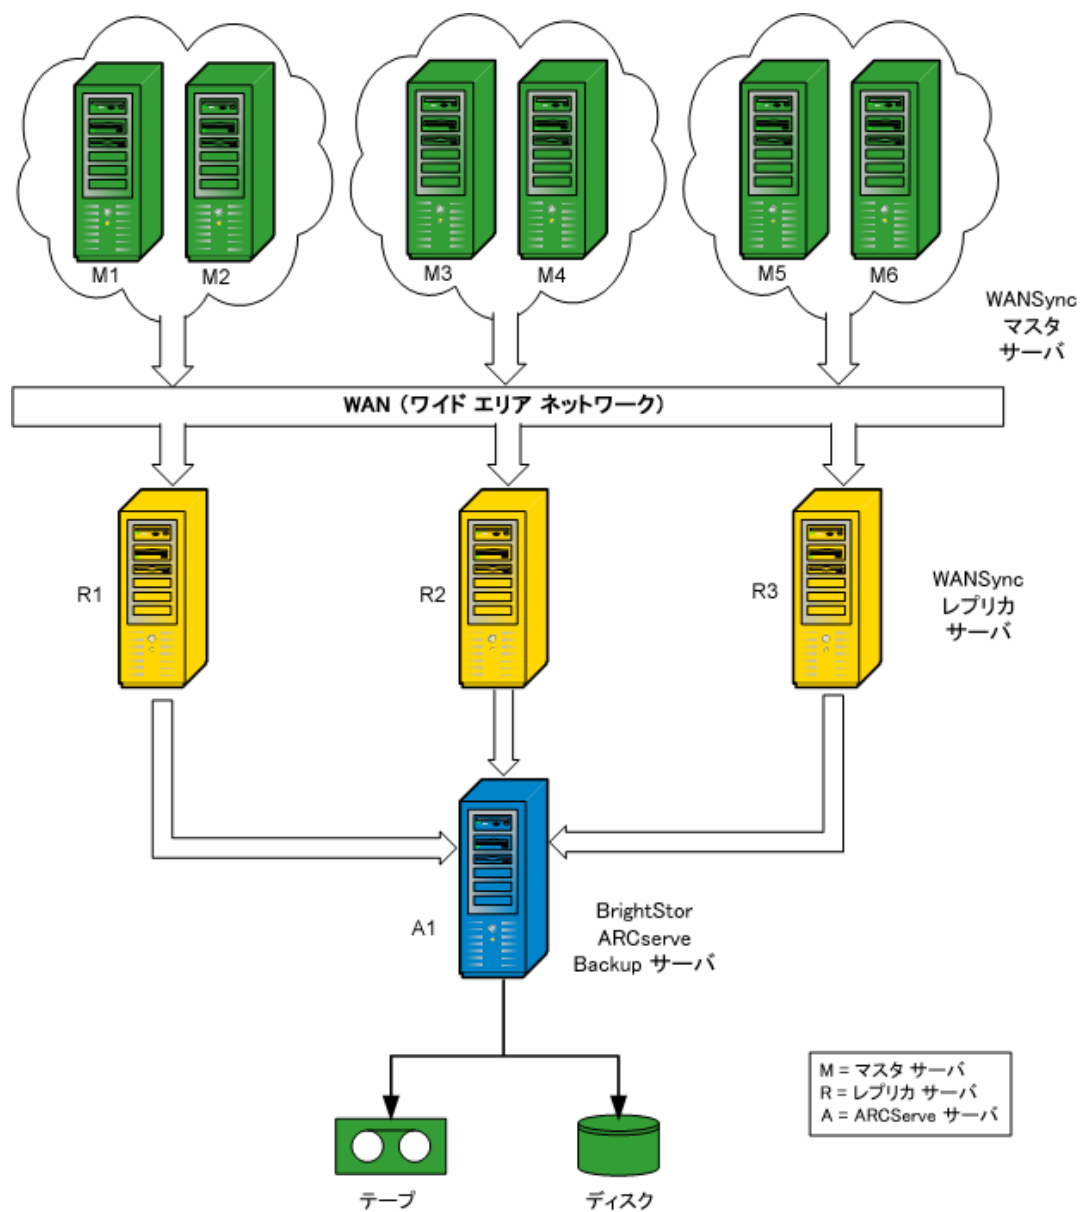 M1
M2
M3
M4
M5
M6
WANSync
マスタ
サーバ
WAN （ワイド エリア ネットワーク）
R1
R2
R3
WANSync
レプリカ
サーバ
A1
BrightStor
ARCserve
Backup サーバ
M = マスタ サーバ
R = レプリカ サーバ
A = ARCServe サーバ
テープ
ディスク